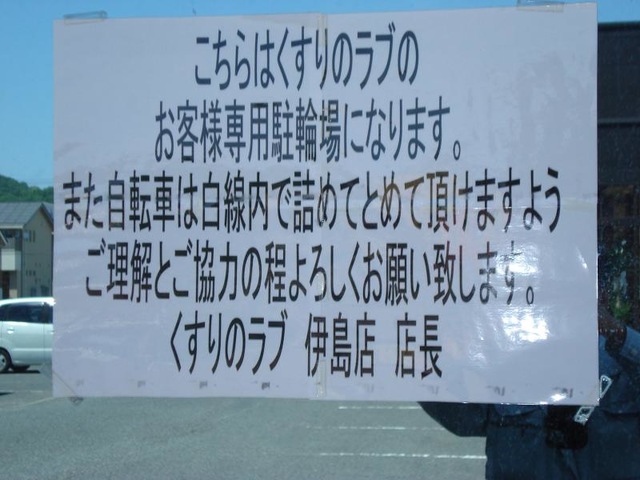 こちらはくすりのラブの
お客様専用駐輪場になります。
また自転車は白線内で詰めてとめて頂けますよう
ご理解とご協力の程よろしくお願い致します。
くすりのラブ 伊島店 店長